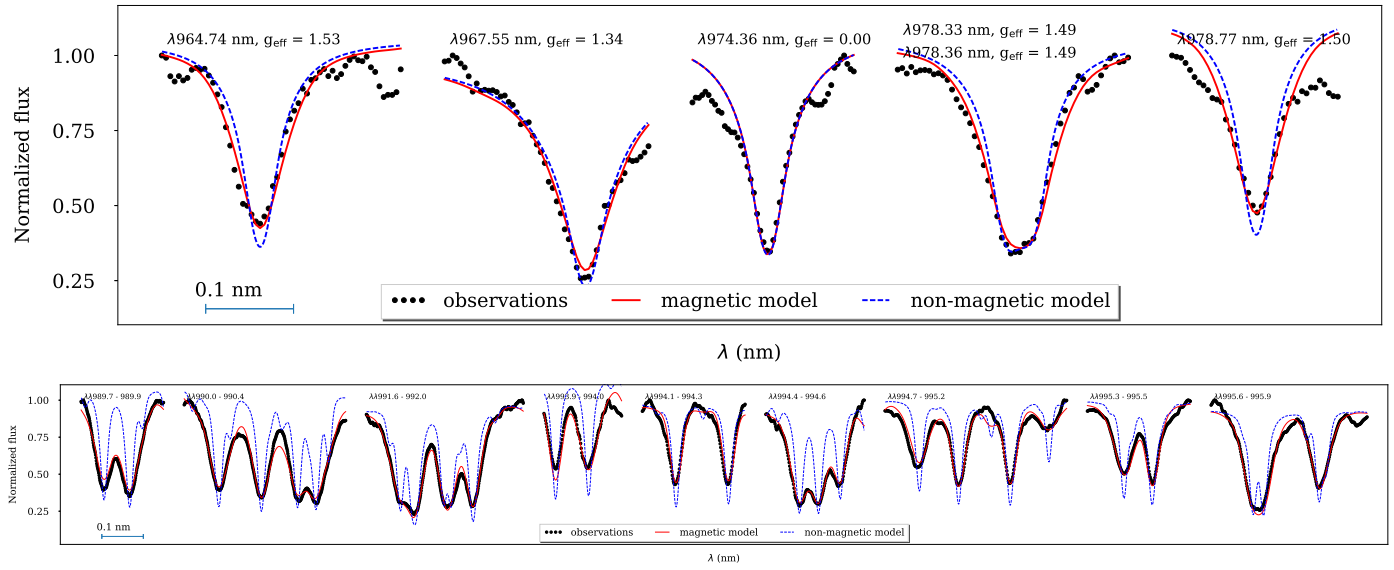 λ964.74 nm, g_eff = 1.53
λ967.55 nm, g_eff = 1.34
λ974.36 nm, g_eff = 0.00
λ978.33 nm, g_eff = 1.49
λ978.36 nm, g_eff = 1.49
λ978.77 nm, g_eff = 1.50
1.00
0.75
0.50
0.25
Normalized flux
0.1 nm
observations
magnetic model
non-magnetic model
λ (nm)
λλ989.7 - 989.9
λλ990.0 - 990.4
λλ991.6 - 992.0
λλ993.9 - 994.0
λλ994.1 - 994.3
λλ994.4 - 994.6
λλ994.7 - 995.2
λλ995.3 - 995.5
λλ995.6 - 995.9
1.00
0.75
0.50
0.25
Normalized flux
0.1 nm
observations
magnetic model
non-magnetic model
λ (nm)